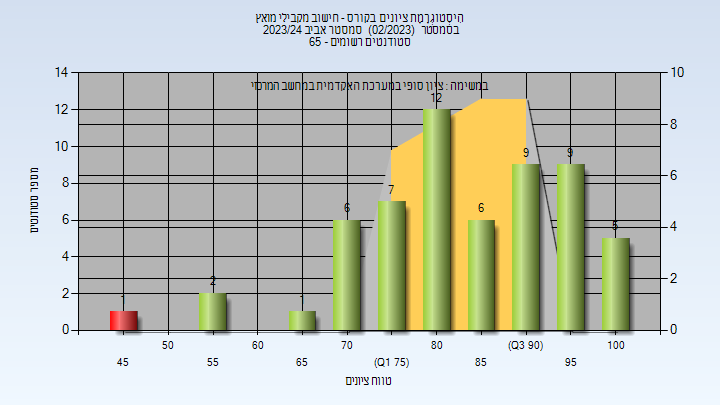 היסטוגרמת ציונים בקורס - חישוב מקבילי מואץ
בסמסטר (02/2023) סמסטר אביב 2023/24
סטודנטים רשומים - 65
במשימה : ציון סופי במערכת האקדמית במחשב המרכזי
מספר סטודנטים
14 12 10 8 6 4 2 0
10 8 6 4 2 0
1 2 1 6 7 12 6 9 9 5
50 60 70 80 (Q3 90) 100
45 55 65 (Q1 75) 85 95
טווח ציונים